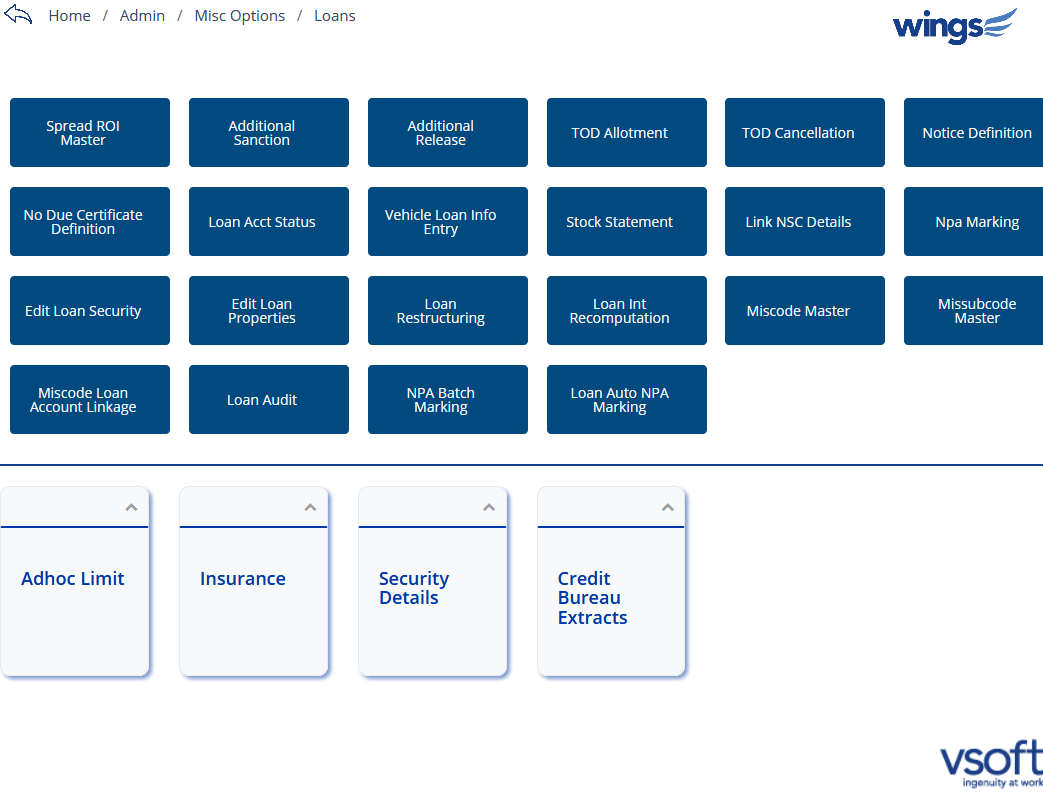 Home / Admin / Misc Options / Loans
wings
Spread ROI
Master
Additional
Sanction
Additional
Release
TOD Allotment
TOD Cancellation
Notice Definition
No Due Certificate
Definition
Loan Acct Status
Vehicle Loan Info
Entry
Stock Statement
Link NSC Details
Npa Marking
Edit Loan Security
Edit Loan
Properties
Loan
Restructuring
Loan Int
Recomputation
Miscode Master
Missubcode
Master
Miscode Loan
Account Linkage
Loan Audit
NPA Batch
Marking
Loan Auto NPA
Marking
Adhoc Limit
Insurance
Security
Details
Credit
Bureau
Extracts
vsoft
ingenuity at work